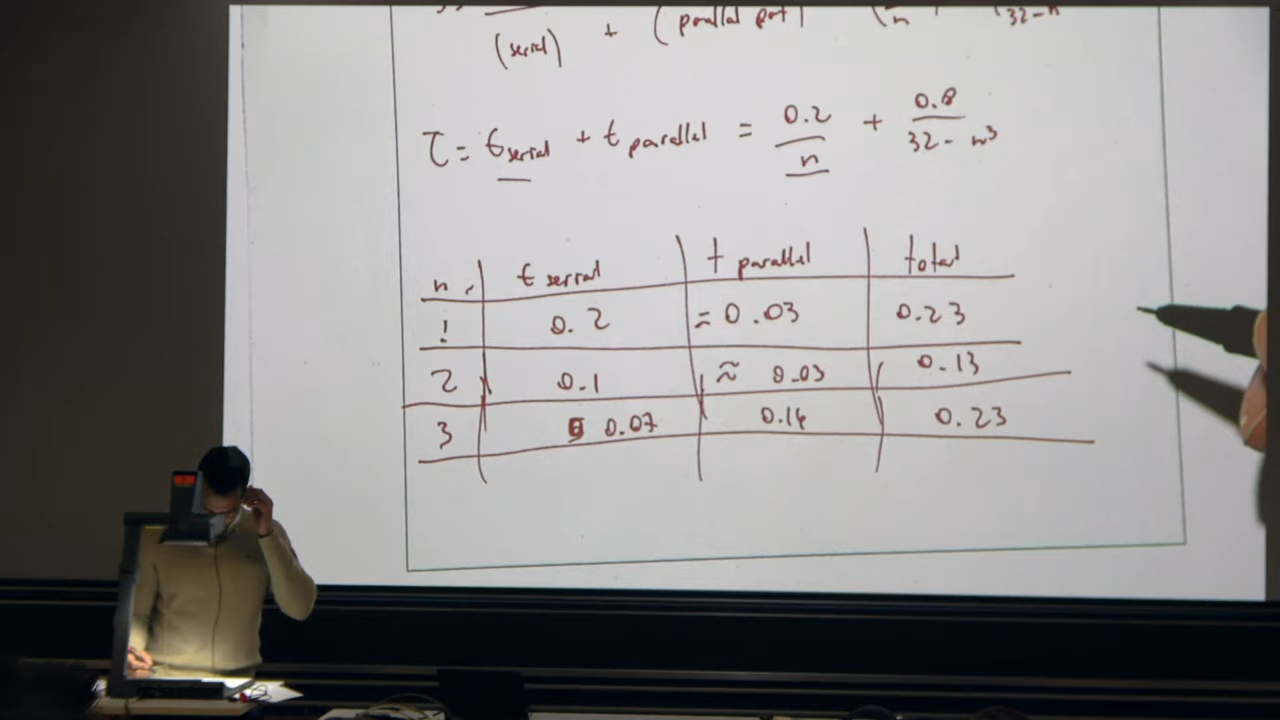 (serial) + (parallel part) n 32-n
τ = t serial + t parallel = 0.2/n + 0.8/32-n³
n t serial t parallel total
1 0.2 = 0.03 0.23
2 0.1 ≈ 0.03 0.13
3 0.07 0.16 0.23